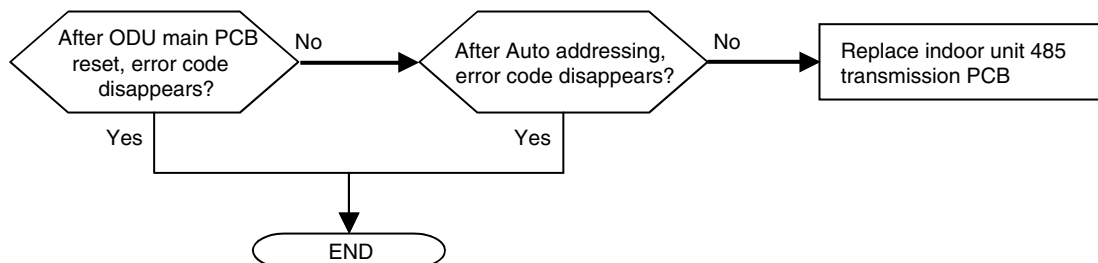 After ODU main PCB
reset, error code
disappears?
No
After Auto addressing,
error code disappears?
No
Replace indoor unit 485
transmission PCB
Yes
Yes
END